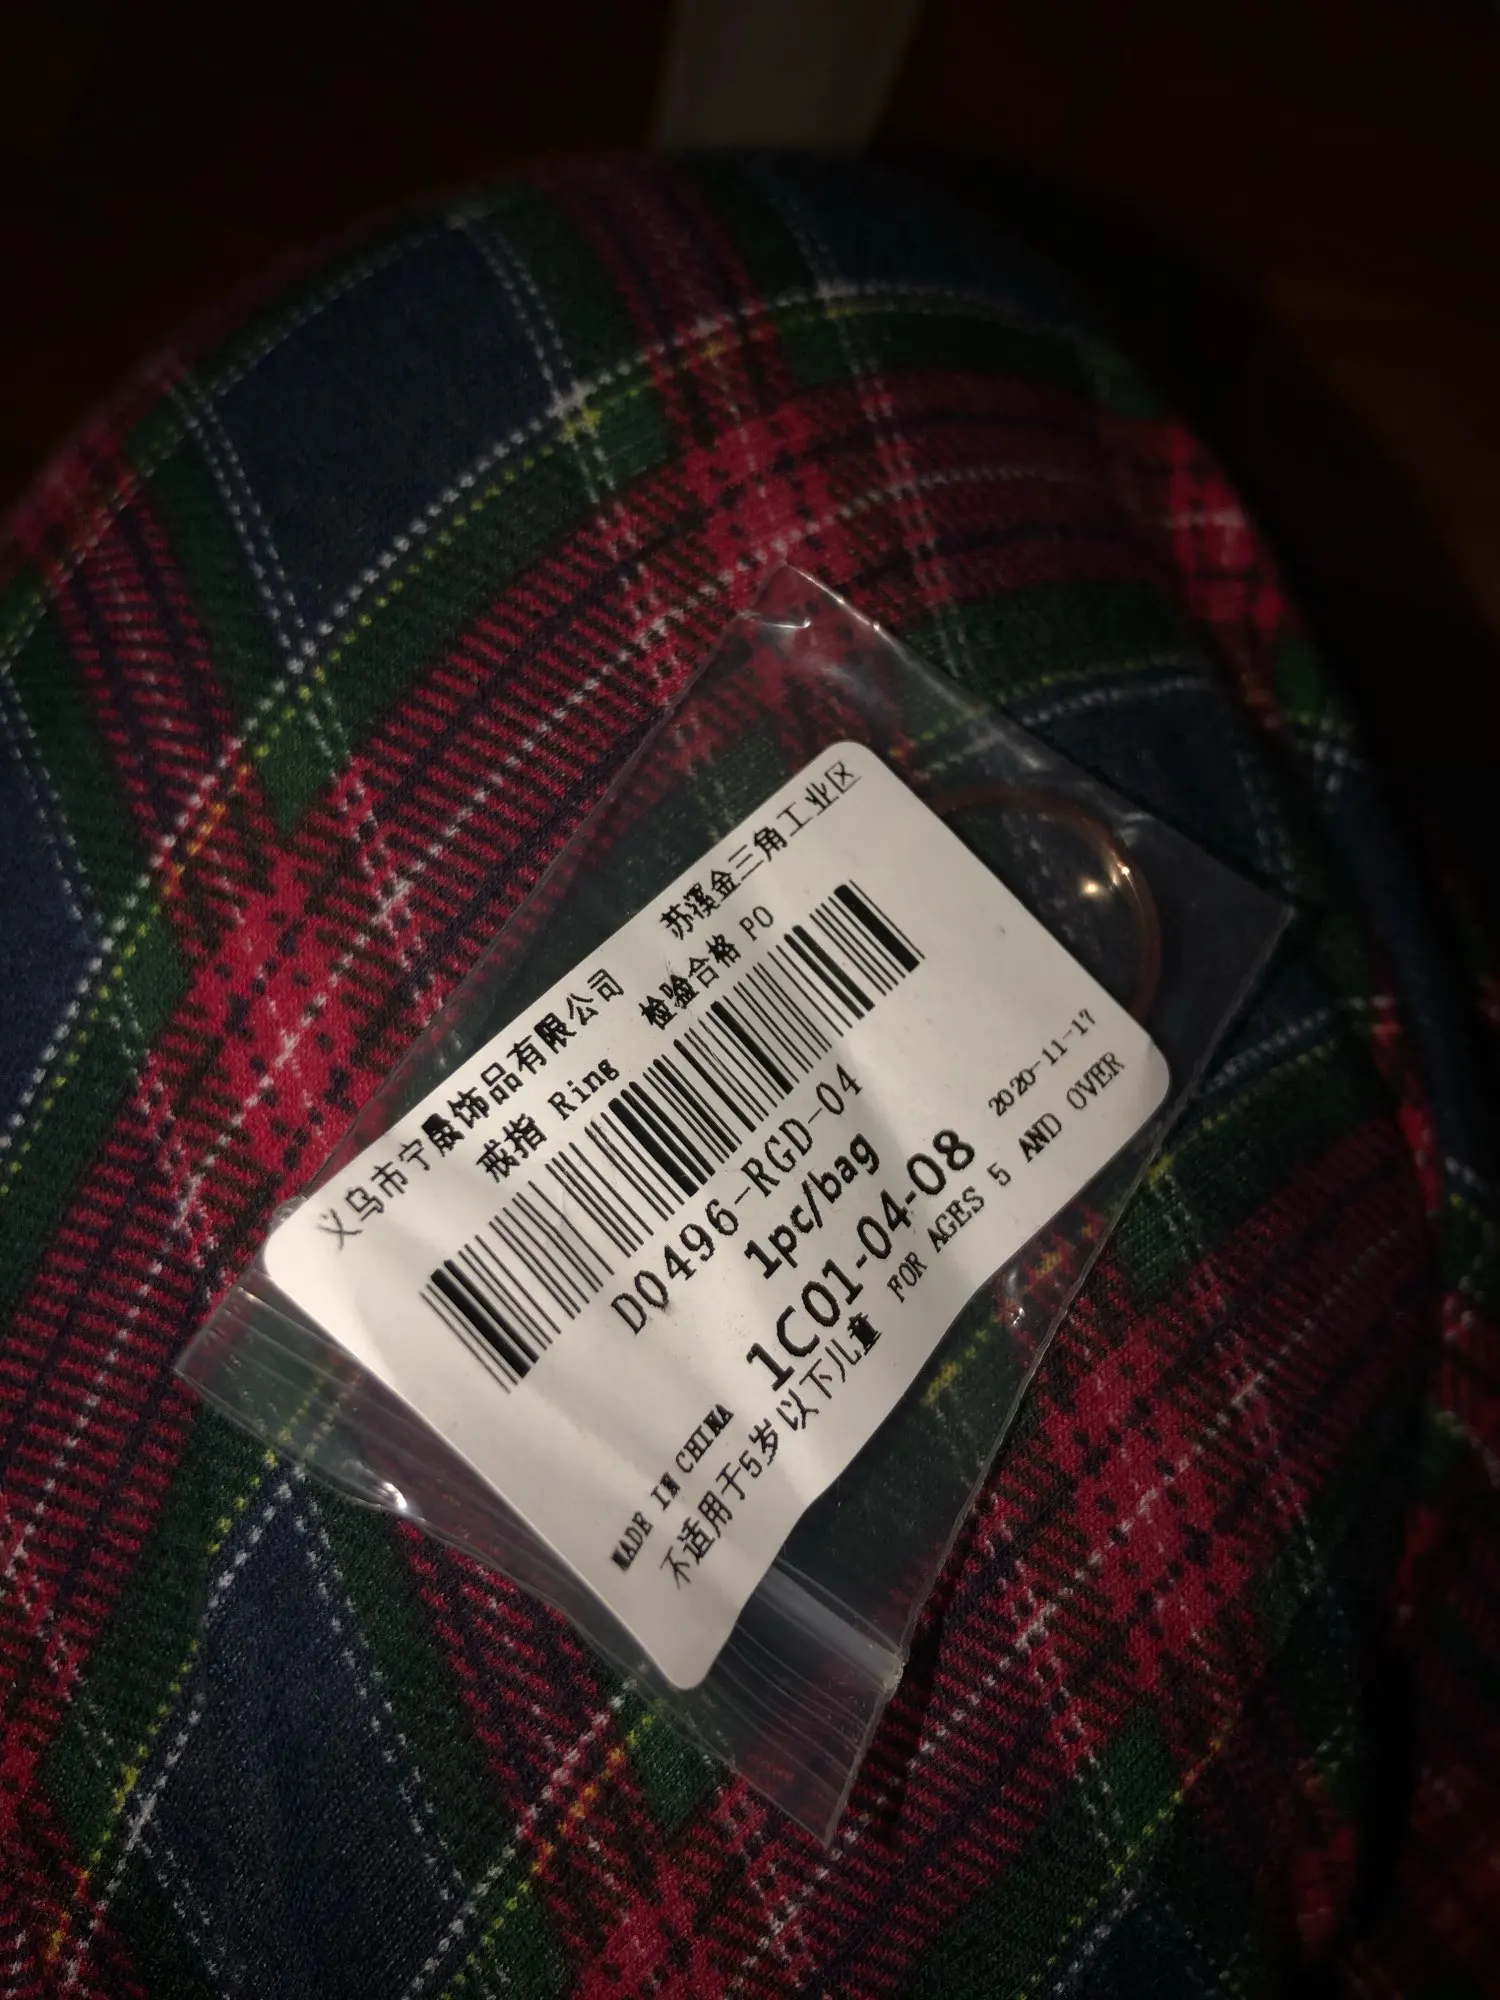 义乌市宁晟饰品有限公司 苏溪金三角工业区
戒指 Ring 检验合格 PO
D0496-RGD-04
1pc/bag 2020-11-17
1C01-04-08
MADE IN CHINA FOR AGES 5 AND OVER
不适用于5岁以下儿童